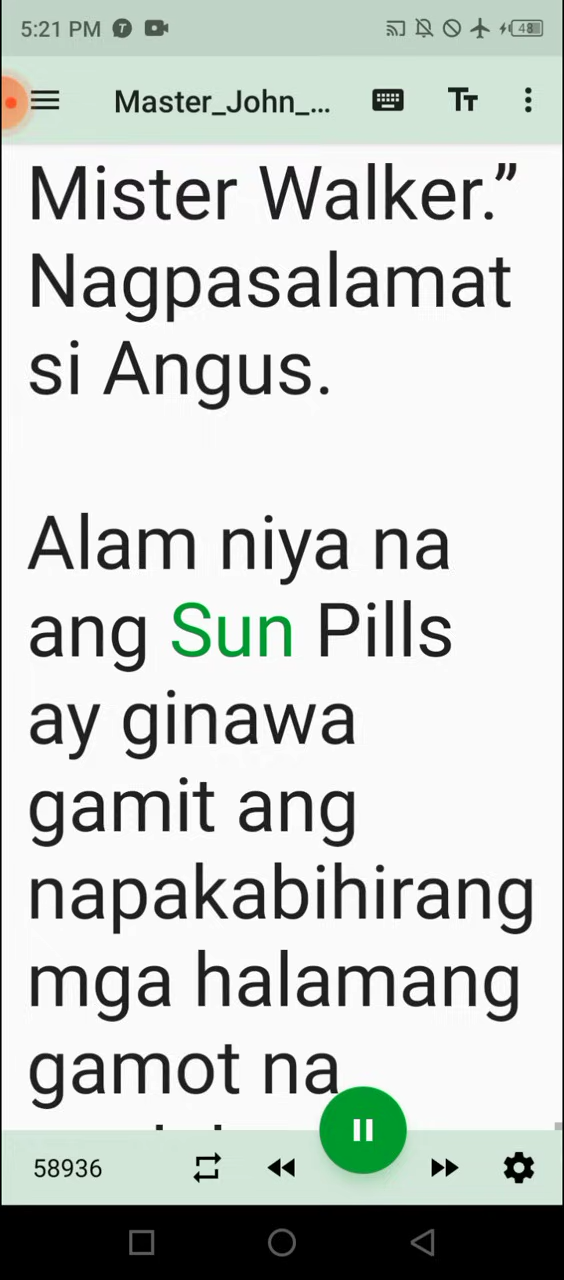 5:21 PM
48
Master_John_...
Mister Walker.”
Nagpasalamat
si Angus.
Alam niya na
ang Sun Pills
ay ginawa
gamit ang
napakabihirang
mga halamang
gamot na
58936